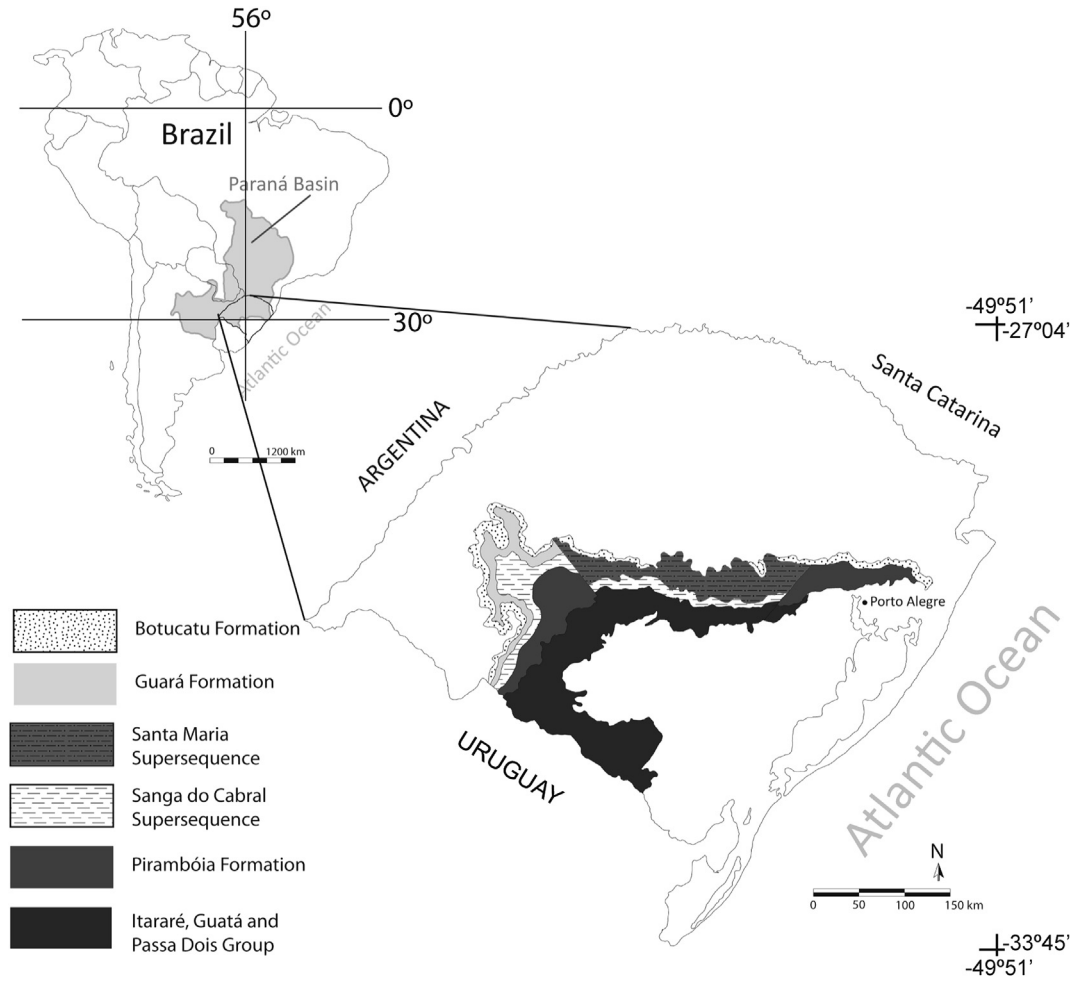 56º
0º
Brazil
Paraná Basin
30º
Atlantic Ocean
0 1200 km
-49º51'
-27º04'
Santa Catarina
ARGENTINA
Porto Alegre
URUGUAY
Atlantic Ocean
Botucatu Formation
Guará Formation
Santa Maria
Supersequence
Sanga do Cabral
Supersequence
Pirambóia Formation
Itararé, Guatá and
Passa Dois Group
N
0 50 100 150 km
-33º45'
-49º51'